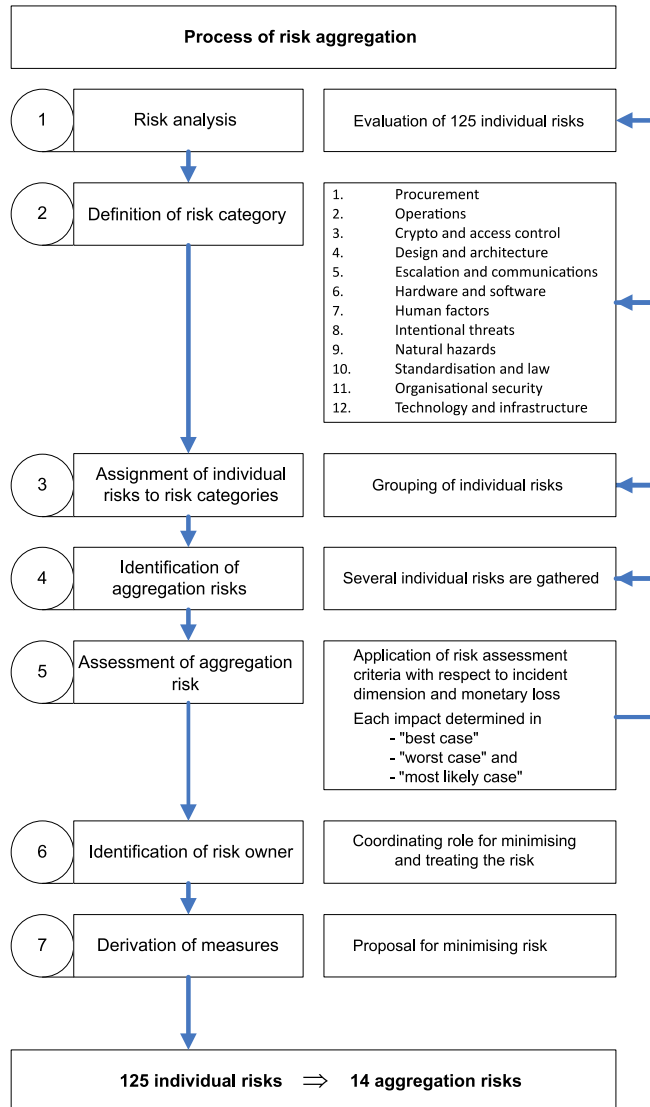 Process of risk aggregation
1
Risk analysis
Evaluation of 125 individual risks
2
Definition of risk category
1. Procurement
2. Operations
3. Crypto and access control
4. Design and architecture
5. Escalation and communications
6. Hardware and software
7. Human factors
8. Intentional threats
9. Natural hazards
10. Standardisation and law
11. Organisational security
12. Technology and infrastructure
3
Assignment of individual
risks to risk categories
Grouping of individual risks
4
Identification of
aggregation risks
Several individual risks are gathered
5
Assessment of aggregation
risk
Application of risk assessment
criteria with respect to incident
dimension and monetary loss
Each impact determined in
- "best case"
- "worst case" and
- "most likely case"
6
Identification of risk owner
Coordinating role for minimising
and treating the risk
7
Derivation of measures
Proposal for minimising risk
125 individual risks ⇒ 14 aggregation risks